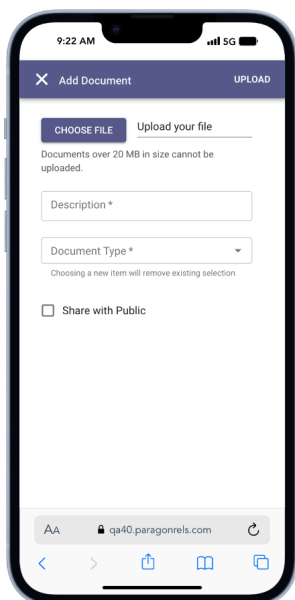 9:22 AM 5G
Add Document UPLOAD
CHOOSE FILE Upload your file
Documents over 20 MB in size cannot be
uploaded.
Description *
Document Type *
Choosing a new item will remove existing selection
Share with Public
AA qa40.paragonrels.com